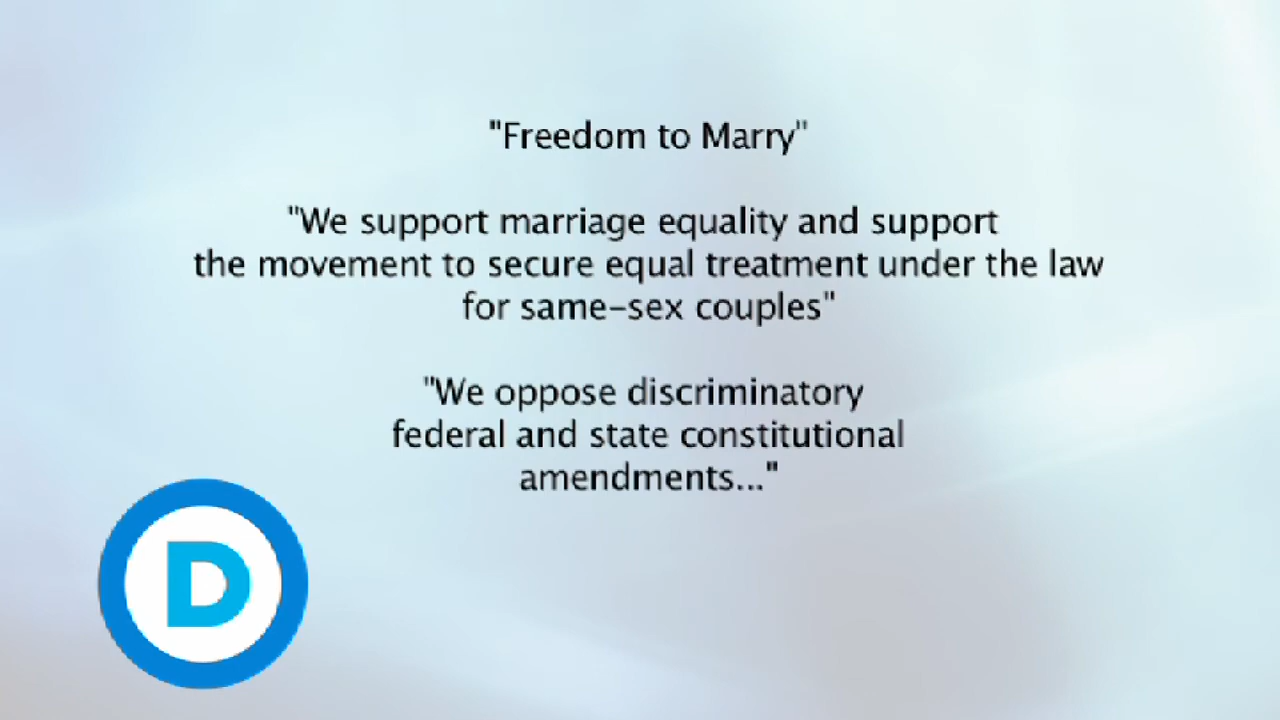 "Freedom to Marry"
"We support marriage equality and support
the movement to secure equal treatment under the law
for same-sex couples"
"We oppose discriminatory
federal and state constitutional
amendments..."
D